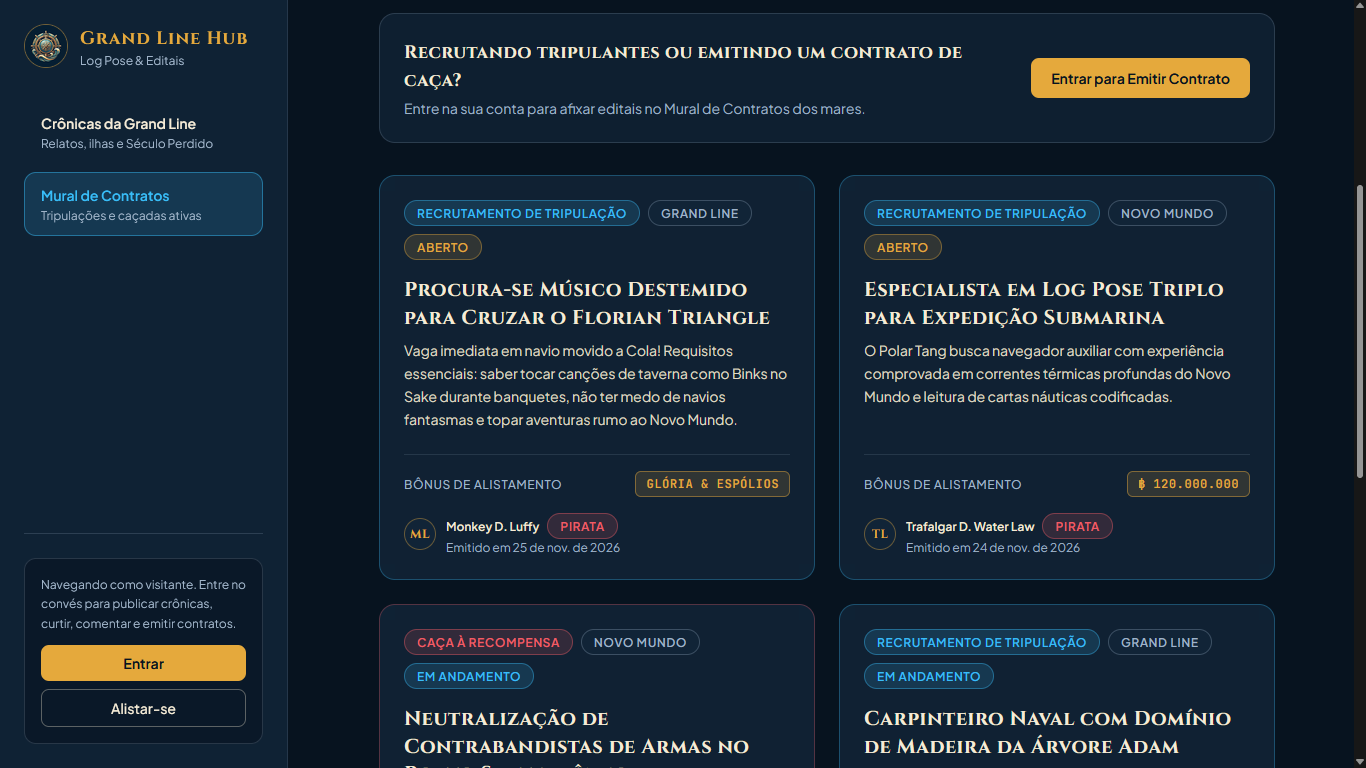 Grand Line Hub
Log Pose & Editais
Crônicas da Grand Line
Relatos, ilhas e Século Perdido
Mural de Contratos
Tripulações e caçadas ativas
Navegando como visitante. Entre no
convés para publicar crônicas,
curtir, comentar e emitir contratos.
Entrar
Alistar-se
Recrutando tripulantes ou emitindo um contrato de
caça?
Entre na sua conta para afixar editais no Mural de Contratos dos mares.
Entrar para Emitir Contrato
RECRUTAMENTO DE TRIPULAÇÃO
GRAND LINE
ABERTO
Procura-se Músico Destemido
para Cruzar o Florian Triangle
Vaga imediata em navio movido a Cola! Requisitos
essenciais: saber tocar canções de taverna como Binks no
Sake durante banquetes, não ter medo de navios
fantasmas e topar aventuras rumo ao Novo Mundo.
BÔNUS DE ALISTAMENTO
GLÓRIA & ESPÓLIOS
ML
Monkey D. Luffy
PIRATA
Emitido em 25 de nov. de 2026
RECRUTAMENTO DE TRIPULAÇÃO
NOVO MUNDO
ABERTO
Especialista em Log Pose Triplo
para Expedição Submarina
O Polar Tang busca navegador auxiliar com experiência
comprovada em correntes térmicas profundas do Novo
Mundo e leitura de cartas náuticas codificadas.
BÔNUS DE ALISTAMENTO
฿ 120.000.000
TL
Trafalgar D. Water Law
PIRATA
Emitido em 24 de nov. de 2026
CAÇA À RECOMPENSA
NOVO MUNDO
EM ANDAMENTO
Neutralização de
Contrabandistas de Armas no
RECRUTAMENTO DE TRIPULAÇÃO
GRAND LINE
EM ANDAMENTO
Carpinteiro Naval com Domínio
de Madeira da Árvore Adam